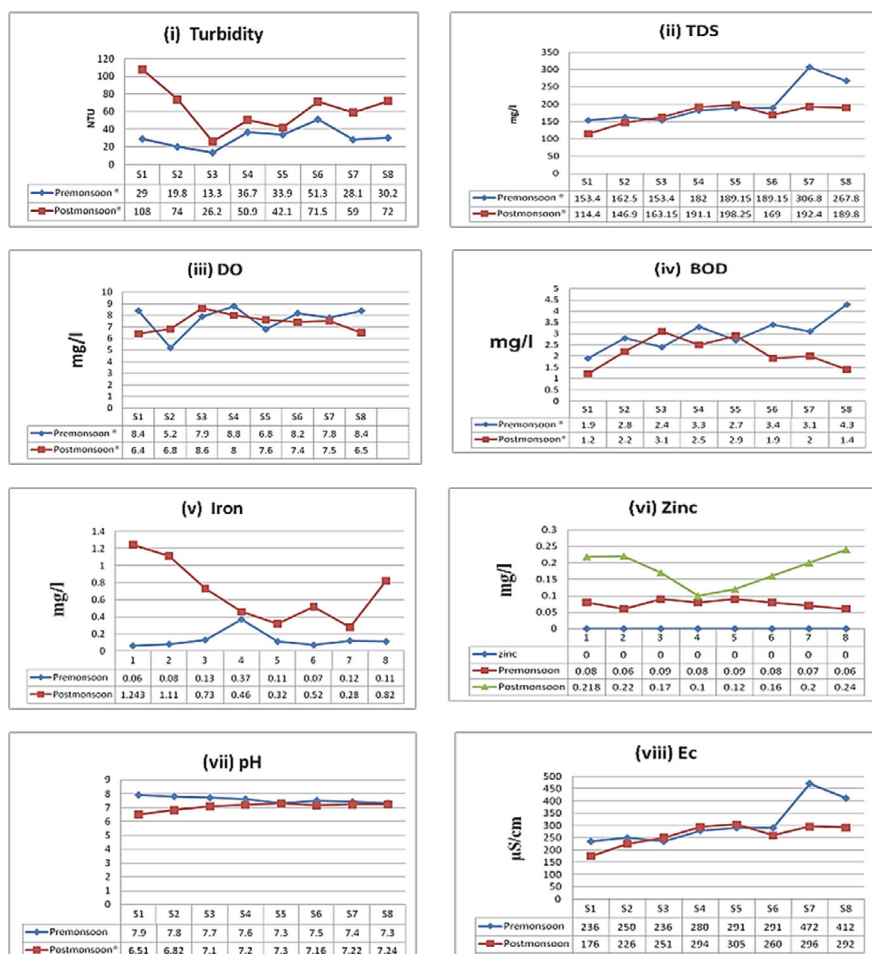 (i) Turbidity
NTU
120
100
80
60
40
20
0
S1 S2 S3 S4 S5 S6 S7 S8
Premonsoon* 29 19.8 13.3 36.7 33.9 51.3 28.1 30.2
Postmonsoon* 108 74 26.2 50.9 42.1 71.5 59 72
(ii) TDS
mg/l
350
300
250
200
150
100
50
0
S1 S2 S3 S4 S5 S6 S7 S8
Premonsoon* 153.4 162.5 153.4 182 189.15 189.15 306.8 267.8
Postmonsoon* 114.4 146.9 163.15 191.1 198.25 169 192.4 189.8
(iii) DO
mg/l
10
9
8
7
6
5
4
3
2
1
0
S1 S2 S3 S4 S5 S6 S7 S8
Premonsoon* 8.4 5.2 7.9 8.8 6.8 8.2 7.8 8.4
Postmonsoon* 6.4 6.8 8.6 8 7.6 7.4 7.5 6.5
(iv) BOD
mg/l
5
4.5
4
3.5
3
2.5
2
1.5
1
0.5
0
S1 S2 S3 S4 S5 S6 S7 S8
Premonsoon* 1.9 2.8 2.4 3.3 2.7 3.4 3.1 4.3
Postmonsoon* 1.2 2.2 3.1 2.5 2.9 1.9 2 1.4
(v) Iron
mg/l
1.4
1.2
1
0.8
0.6
0.4
0.2
0
1 2 3 4 5 6 7 8
Premonsoon 0.06 0.08 0.13 0.37 0.11 0.07 0.12 0.11
Postmonsoon 1.243 1.11 0.73 0.46 0.32 0.52 0.28 0.82
(vi) Zinc
mg/l
0.3
0.25
0.2
0.15
0.1
0.05
0
1 2 3 4 5 6 7 8
zinc 0 0 0 0 0 0 0 0
Premonsoon 0.08 0.06 0.09 0.08 0.09 0.08 0.07 0.06
Postmonsoon 0.218 0.22 0.17 0.1 0.12 0.16 0.2 0.24
(vii) pH
9
8
7
6
5
4
3
2
1
0
S1 S2 S3 S4 S5 S6 S7 S8
Premonsoon 7.9 7.8 7.7 7.6 7.3 7.5 7.4 7.3
Postmonsoon* 6.51 6.82 7.1 7.2 7.3 7.16 7.22 7.24
(viii) Ec
µS/cm
500
450
400
350
300
250
200
150
100
50
0
S1 S2 S3 S4 S5 S6 S7 S8
Premonsoon 236 250 236 280 291 291 472 412
Postmonsoon 176 226 251 294 305 260 296 292